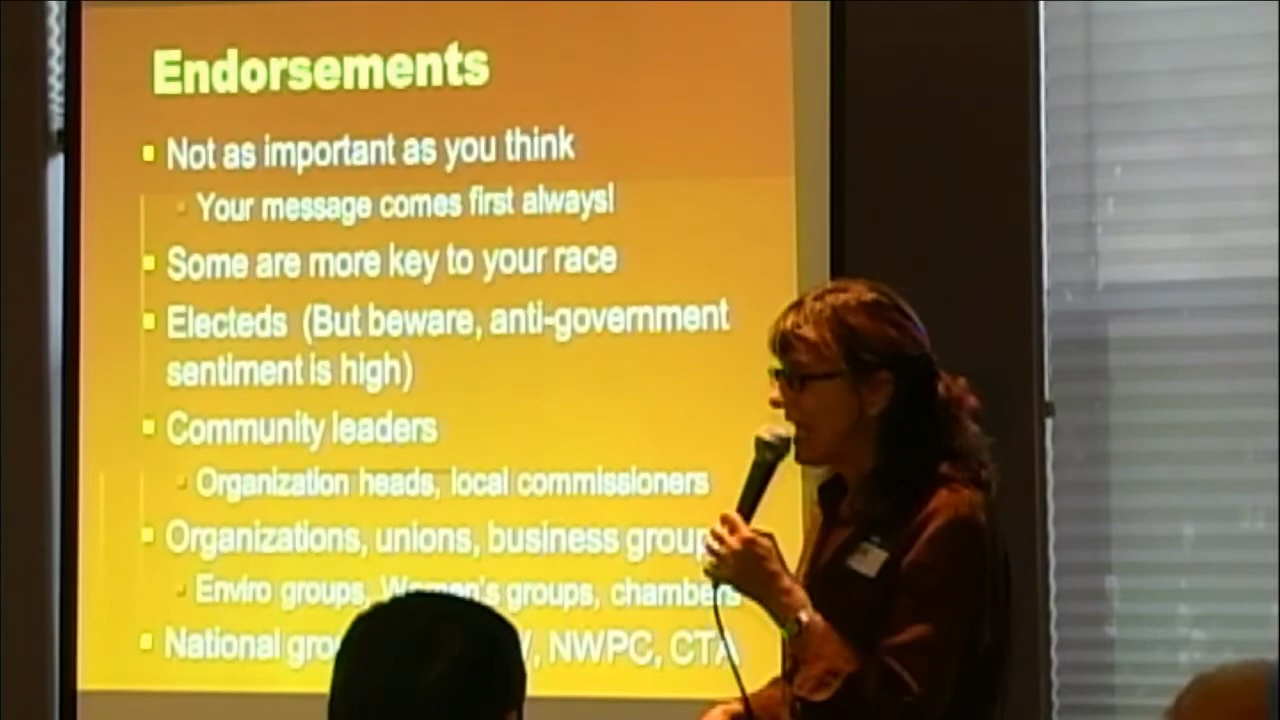 Endorsements
Not as important as you think
Your message comes first always!
Some are more key to your race
Electeds (But beware, anti-government
sentiment is high)
Community leaders
Organization heads, local commissioners
Organizations, unions, business group
Enviro groups, Women's groups, chambers
National NWPC, CTA